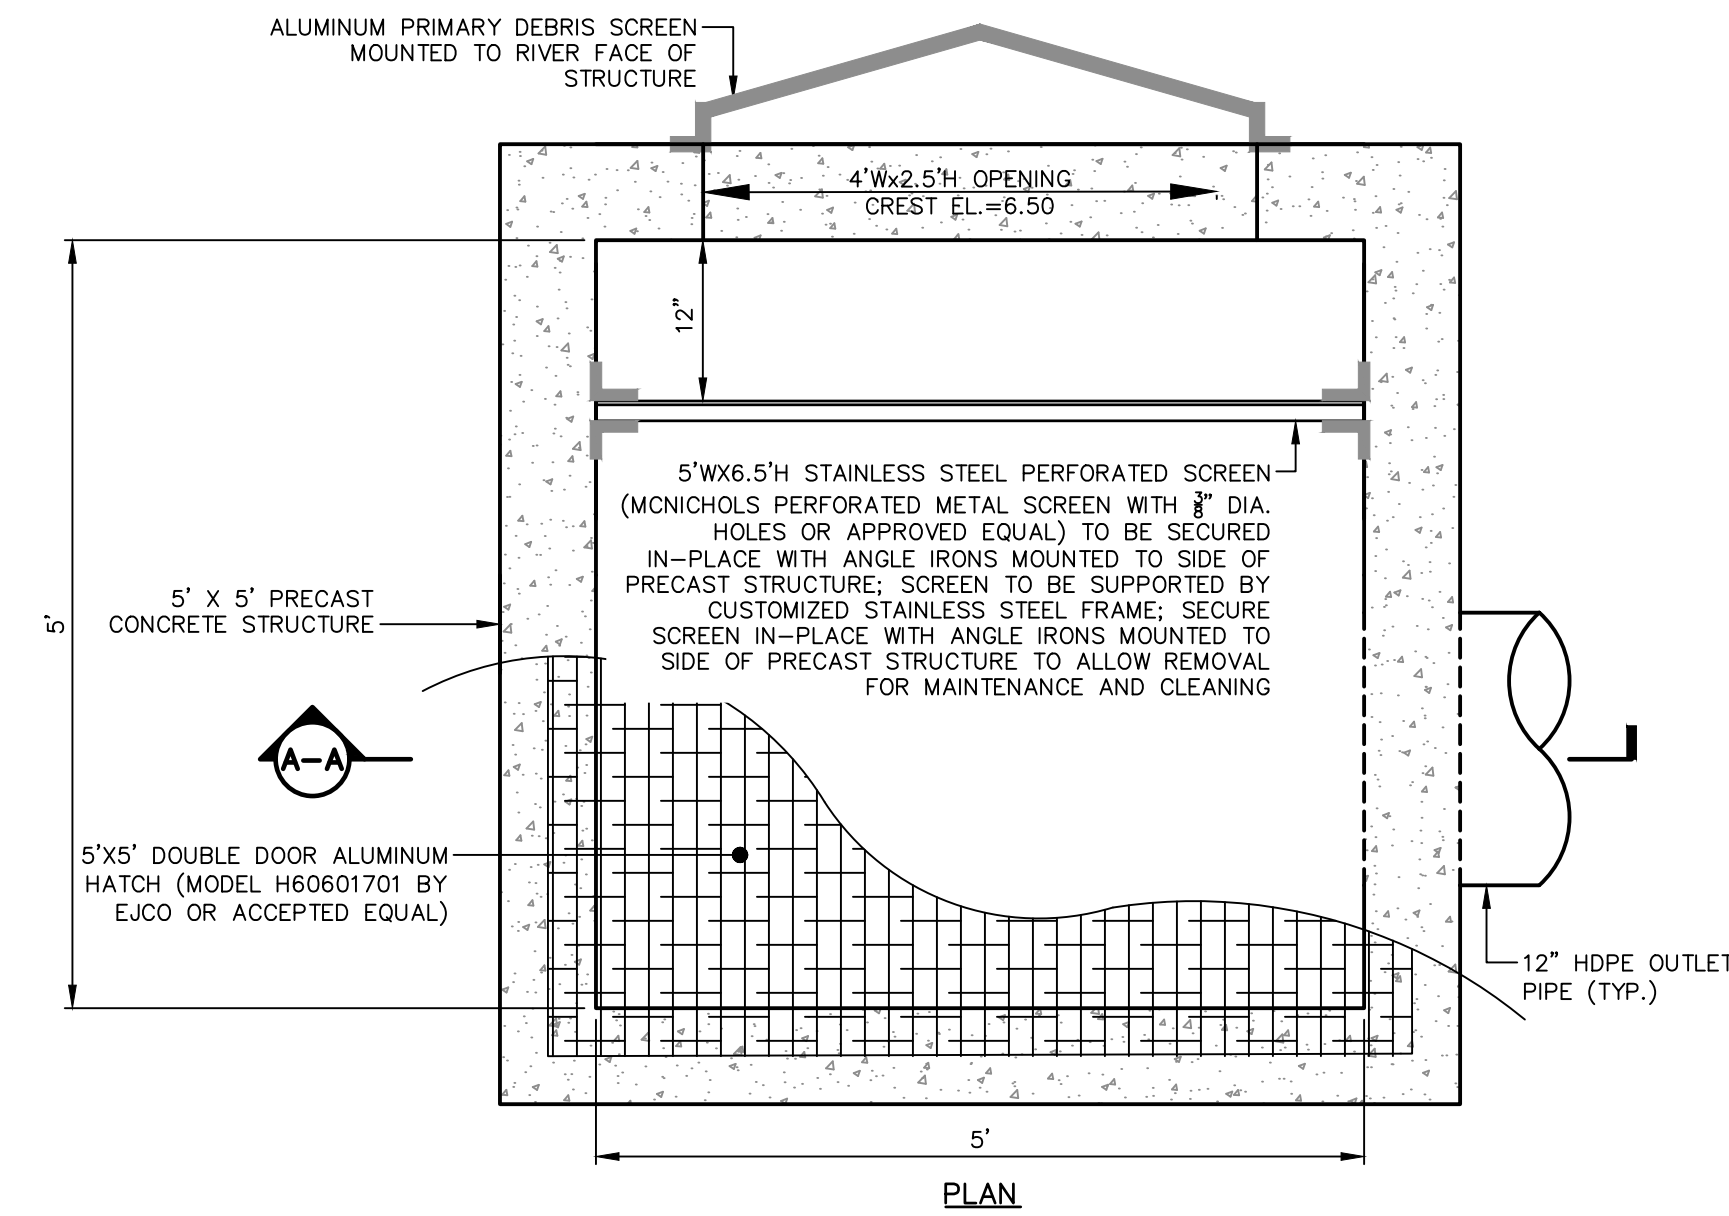 ALUMINUM PRIMARY DEBRIS SCREEN
MOUNTED TO RIVER FACE OF
STRUCTURE
4'Wx2.5'H OPENING
CREST EL.=6.50
12"
5'WX6.5'H STAINLESS STEEL PERFORATED SCREEN
(MCNICHOLS PERFORATED METAL SCREEN WITH 3/8" DIA.
HOLES OR APPROVED EQUAL) TO BE SECURED
IN-PLACE WITH ANGLE IRONS MOUNTED TO SIDE OF
PRECAST STRUCTURE; SCREEN TO BE SUPPORTED BY
CUSTOMIZED STAINLESS STEEL FRAME; SECURE
SCREEN IN-PLACE WITH ANGLE IRONS MOUNTED TO
SIDE OF PRECAST STRUCTURE TO ALLOW REMOVAL
FOR MAINTENANCE AND CLEANING
5'
5' X 5' PRECAST
CONCRETE STRUCTURE
A-A
5'X5' DOUBLE DOOR ALUMINUM
HATCH (MODEL H60601701 BY
EJCO OR ACCEPTED EQUAL)
12" HDPE OUTLET
PIPE (TYP.)
5'
PLAN